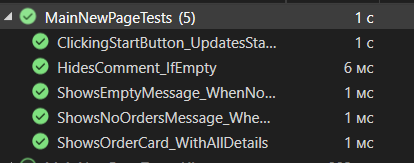 MainNewPageTests (5) 1 с
ClickingStartButton_UpdatesSta... 1 с
HidesComment_IfEmpty 6 мс
ShowsEmptyMessage_WhenNo... 1 мс
ShowsNoOrdersMessage_Whe... 1 мс
ShowsOrderCard_WithAllDetails 1 мс